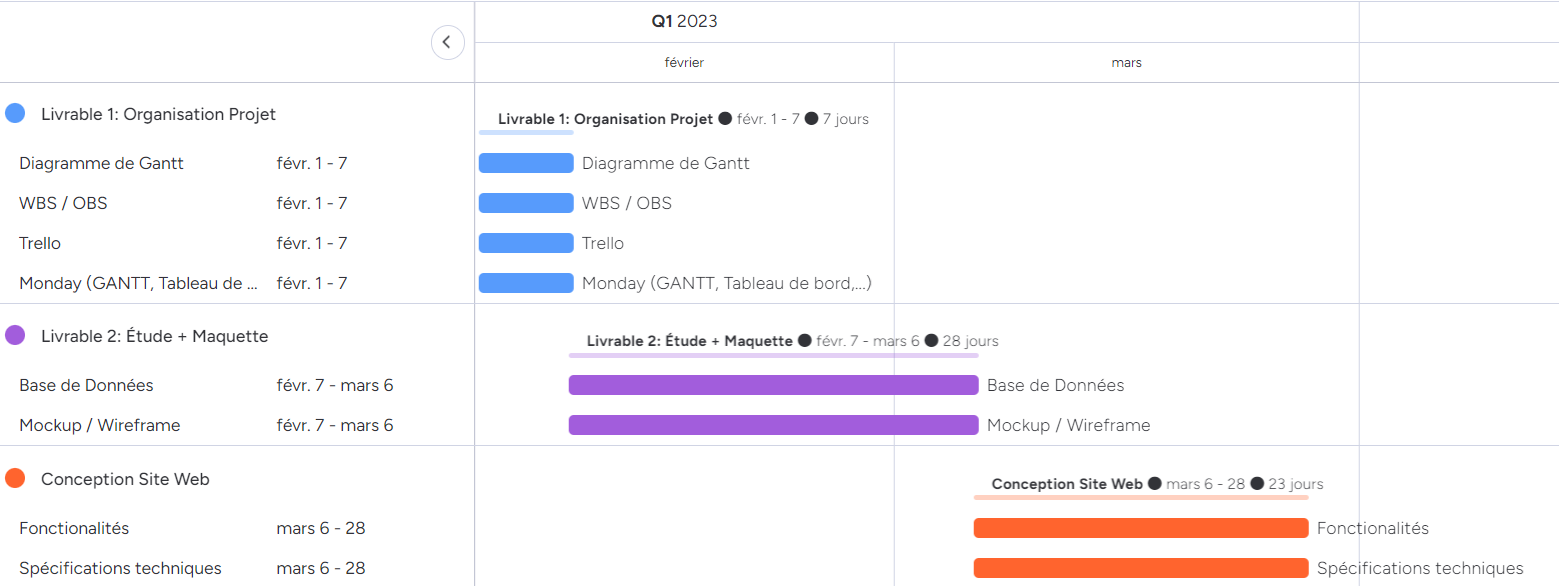 Q1 2023
février mars
Livrable 1: Organisation Projet
Livrable 1: Organisation Projet ● févr. 1 - 7 ● 7 jours
Diagramme de Gantt févr. 1 - 7 Diagramme de Gantt
WBS / OBS févr. 1 - 7 WBS / OBS
Trello févr. 1 - 7 Trello
Monday (GANTT, Tableau de ... févr. 1 - 7 Monday (GANTT, Tableau de bord,...)
Livrable 2: Étude + Maquette
Livrable 2: Étude + Maquette ● févr. 7 - mars 6 ● 28 jours
Base de Données févr. 7 - mars 6 Base de Données
Mockup / Wireframe févr. 7 - mars 6 Mockup / Wireframe
Conception Site Web
Conception Site Web ● mars 6 - 28 ● 23 jours
Fonctionalités mars 6 - 28 Fonctionalités
Spécifications techniques mars 6 - 28 Spécifications techniques